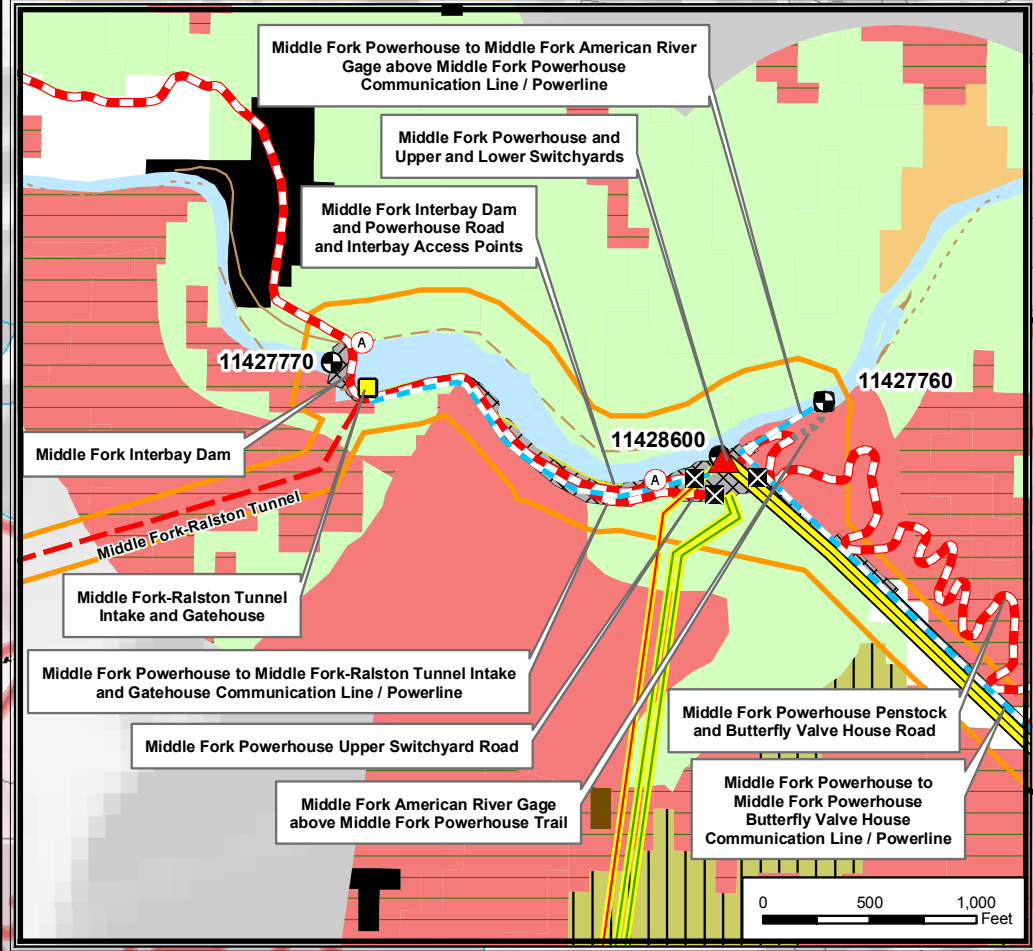 Middle Fork Powerhouse to Middle Fork American River
Gage above Middle Fork Powerhouse
Communication Line / Powerline
Middle Fork Powerhouse and
Upper and Lower Switchyards
Middle Fork Interbay Dam
and Powerhouse Road
and Interbay Access Points
A
11427770
11427760
11428600
A
Middle Fork Interbay Dam
Middle Fork-Ralston Tunnel
Middle Fork-Ralston Tunnel
Intake and Gatehouse
Middle Fork Powerhouse to Middle Fork-Ralston Tunnel Intake
and Gatehouse Communication Line / Powerline
Middle Fork Powerhouse Upper Switchyard Road
Middle Fork American River Gage
above Middle Fork Powerhouse Trail
Middle Fork Powerhouse Penstock
and Butterfly Valve House Road
Middle Fork Powerhouse to
Middle Fork Powerhouse
Butterfly Valve House
Communication Line / Powerline
0 500 1,000
Feet